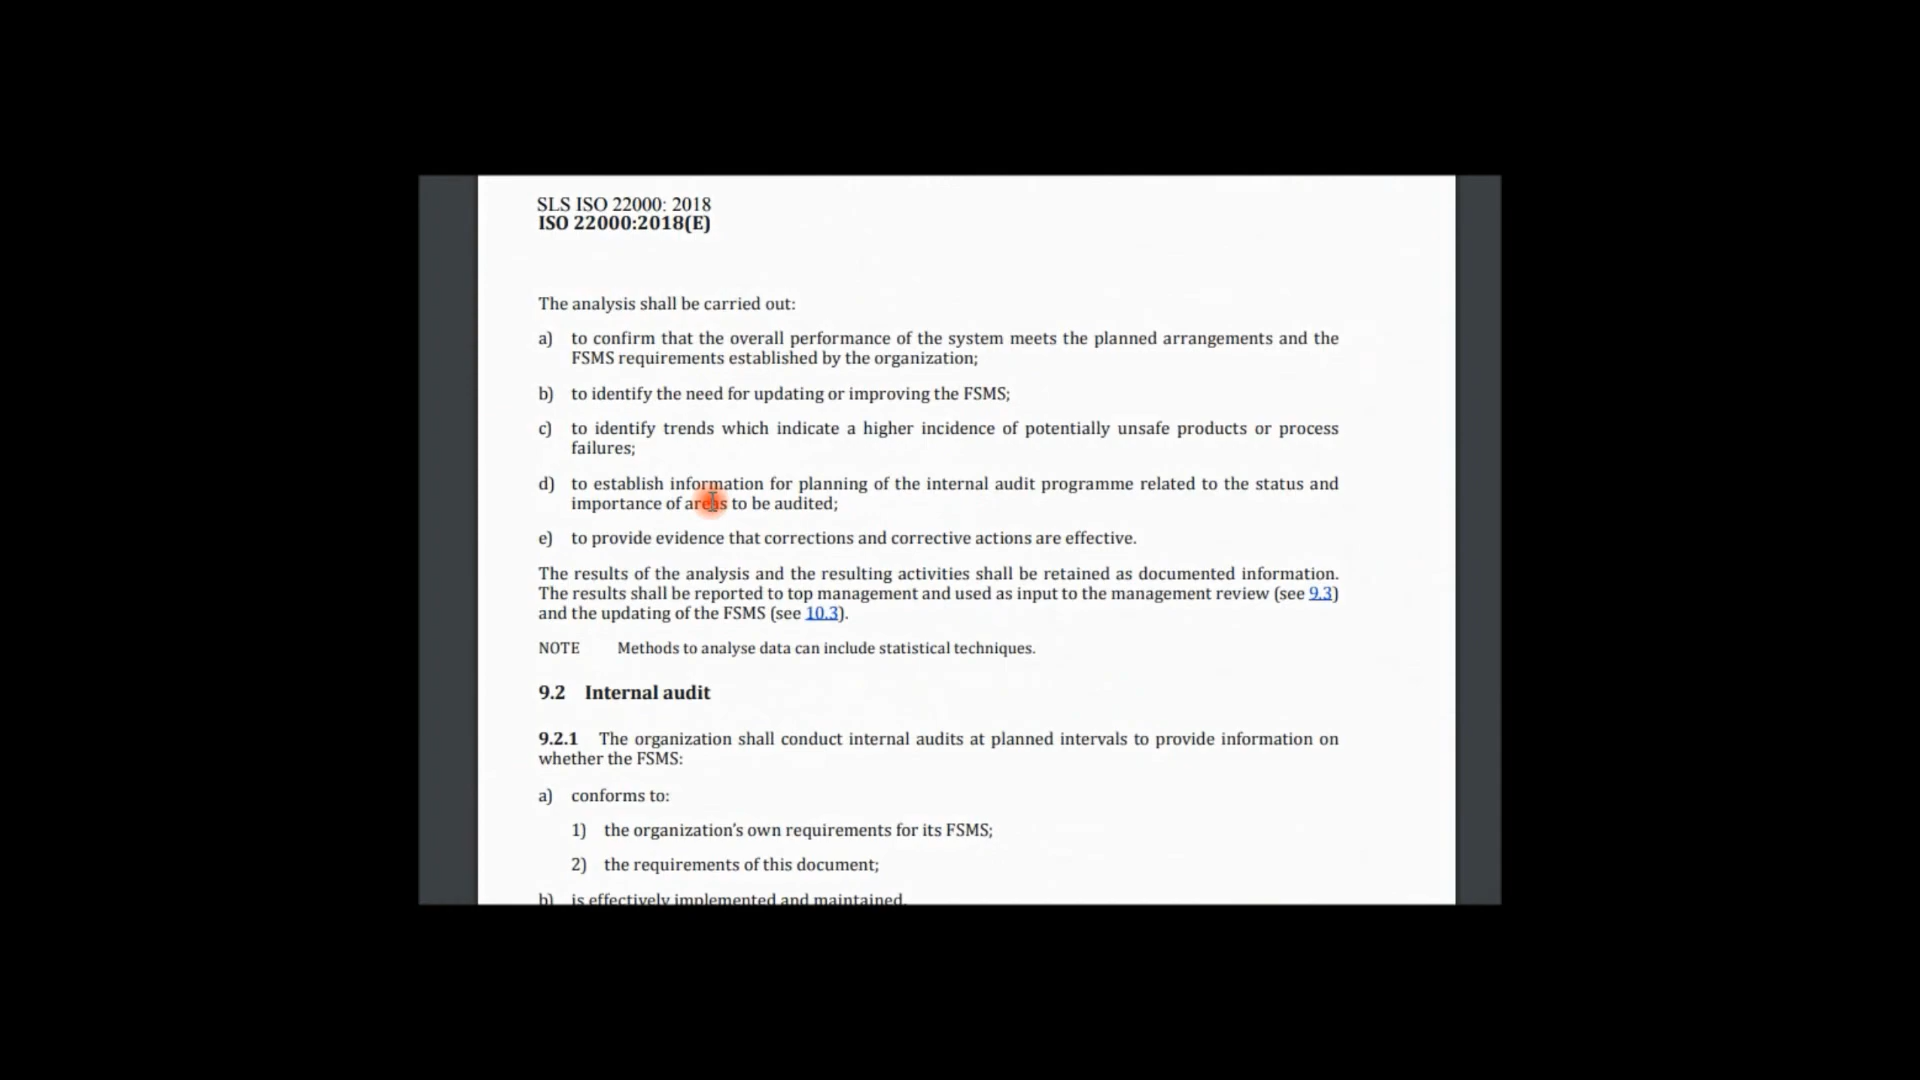 SLS ISO 22000: 2018
ISO 22000:2018(E)
The analysis shall be carried out:
a) to confirm that the overall performance of the system meets the planned arrangements and the
FSMS requirements established by the organization;
b) to identify the need for updating or improving the FSMS;
c) to identify trends which indicate a higher incidence of potentially unsafe products or process
failures;
d) to establish information for planning of the internal audit programme related to the status and
importance of areas to be audited;
e) to provide evidence that corrections and corrective actions are effective.
The results of the analysis and the resulting activities shall be retained as documented information.
The results shall be reported to top management and used as input to the management review (see 9.3)
and the updating of the FSMS (see 10.3).
NOTE Methods to analyse data can include statistical techniques.
9.2 Internal audit
9.2.1 The organization shall conduct internal audits at planned intervals to provide information on
whether the FSMS:
a) conforms to:
1) the organization’s own requirements for its FSMS;
2) the requirements of this document;
b) is effectively implemented and maintained.